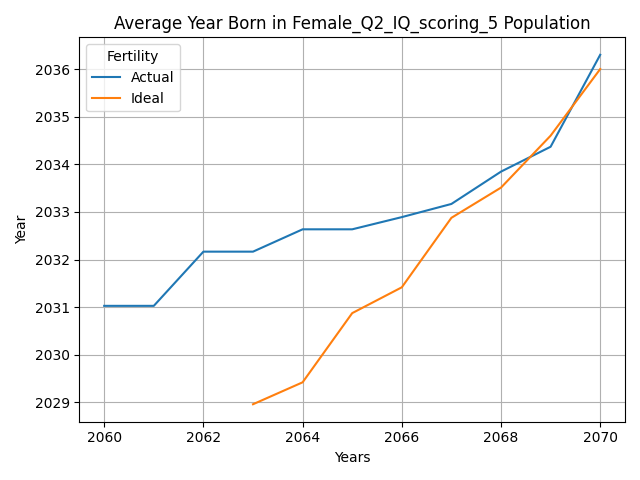 Average Year Born in Female_Q2_IQ_scoring_5 Population
Fertility
Actual
Ideal
2036
2035
2034
2033
2032
2031
2030
2029
Year
2060 2062 2064 2066 2068 2070
Years